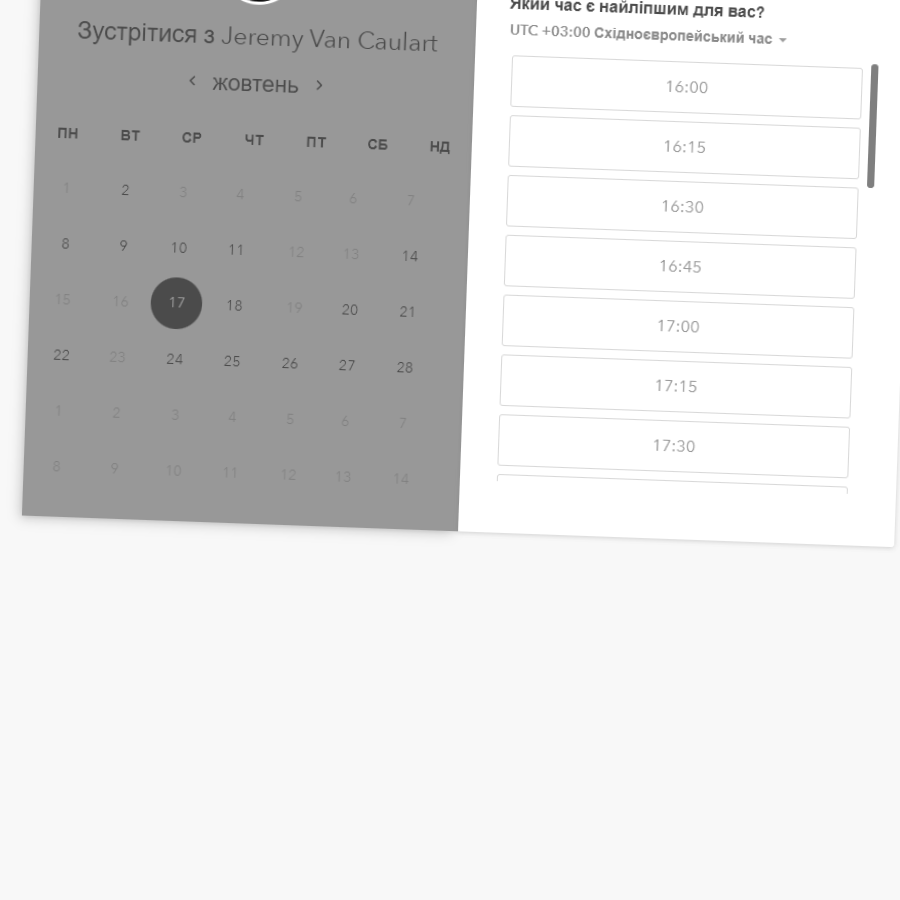 Зустрітися з Jeremy Van Caulart
жовтень
ПН ВТ СР ЧТ ПТ СБ НД
1 2 3 4 5 6 7
8 9 10 11 12 13 14
15 16 17 18 19 20 21
22 23 24 25 26 27 28
1 2 3 4 5 6 7
8 9 10 11 12 13 14
Який час є найліпшим для вас?
UTC +03:00 Східноєвропейський час
16:00
16:15
16:30
16:45
17:00
17:15
17:30